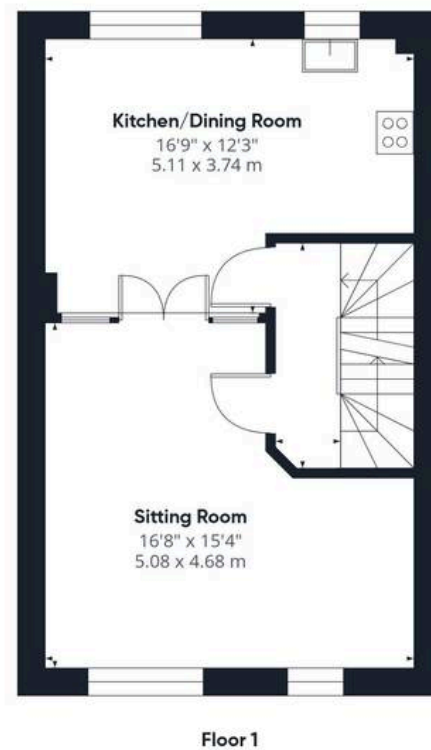 Kitchen/Dining Room
16'9" x 12'3"
5.11 x 3.74 m
Sitting Room
16'8" x 15'4"
5.08 x 4.68 m
Floor 1